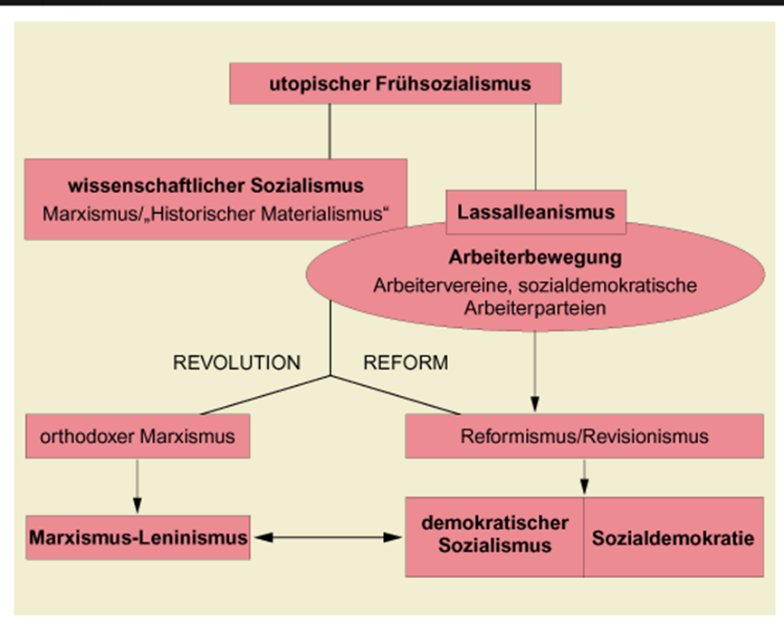 utopischer Frühsozialismus
wissenschaftlicher Sozialismus
Marxismus/„Historischer Materialismus“
Lassalleanismus
Arbeiterbewegung
Arbeitervereine, sozialdemokratische
Arbeiterparteien
REVOLUTION
REFORM
orthodoxer Marxismus
Reformismus/Revisionismus
Marxismus-Leninismus
demokratischer
Sozialismus
Sozialdemokratie